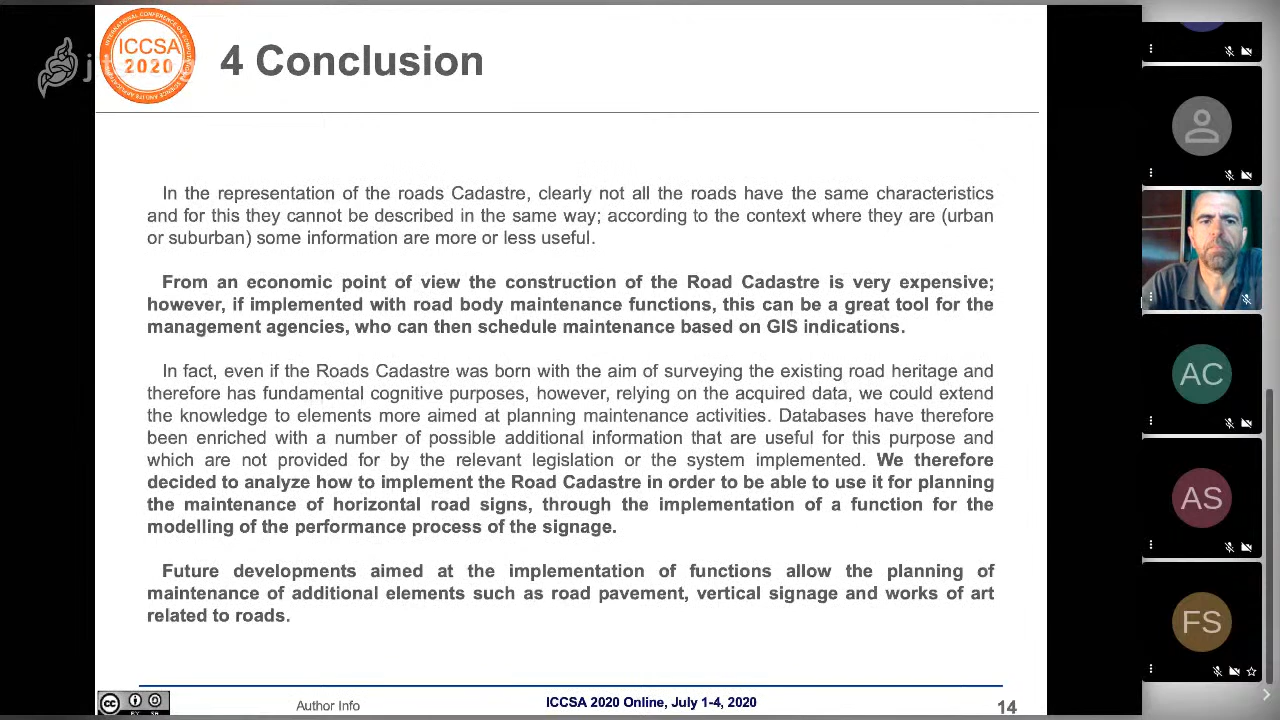 ICCSA
2020
4 Conclusion
In the representation of the roads Cadastre, clearly not all the roads have the same characteristics
and for this they cannot be described in the same way; according to the context where they are (urban
or suburban) some information are more or less useful.
From an economic point of view the construction of the Road Cadastre is very expensive;
however, if implemented with road body maintenance functions, this can be a great tool for the
management agencies, who can then schedule maintenance based on GIS indications.
In fact, even if the Roads Cadastre was born with the aim of surveying the existing road heritage and
therefore has fundamental cognitive purposes, however, relying on the acquired data, we could extend
the knowledge to elements more aimed at planning maintenance activities. Databases have therefore
been enriched with a number of possible additional information that are useful for this purpose and
which are not provided for by the relevant legislation or the system implemented. We therefore
decided to analyze how to implement the Road Cadastre in order to be able to use it for planning
the maintenance of horizontal road signs, through the implementation of a function for the
modelling of the performance process of the signage.
Future developments aimed at the implementation of functions allow the planning of
maintenance of additional elements such as road pavement, vertical signage and works of art
related to roads.
Author Info
ICCSA 2020 Online, July 1-4, 2020
14
AC
AS
FS